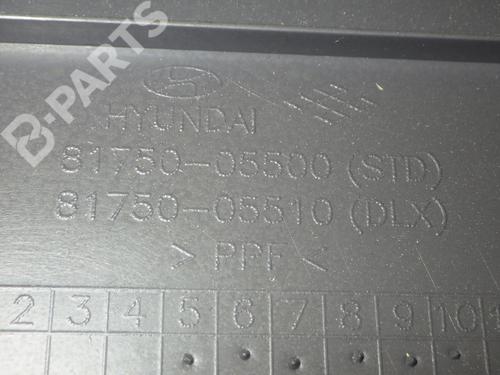 B-PARTS
HYUNDAI
81750-05500 (STD)
81750-05510 (DLX)
> PPF <
2 3 4 5 6 7 8 9 10